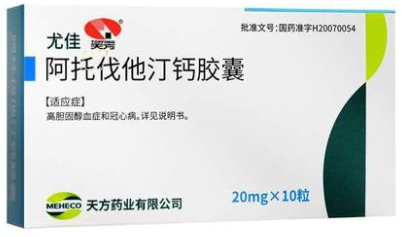 批准文号：国药准字H20070054
尤佳
笑秀
阿托伐他汀钙胶囊
【适应症】
高胆固醇血症和冠心病。详见说明书。
20mg×10粒
MEHECO 天方药业有限公司